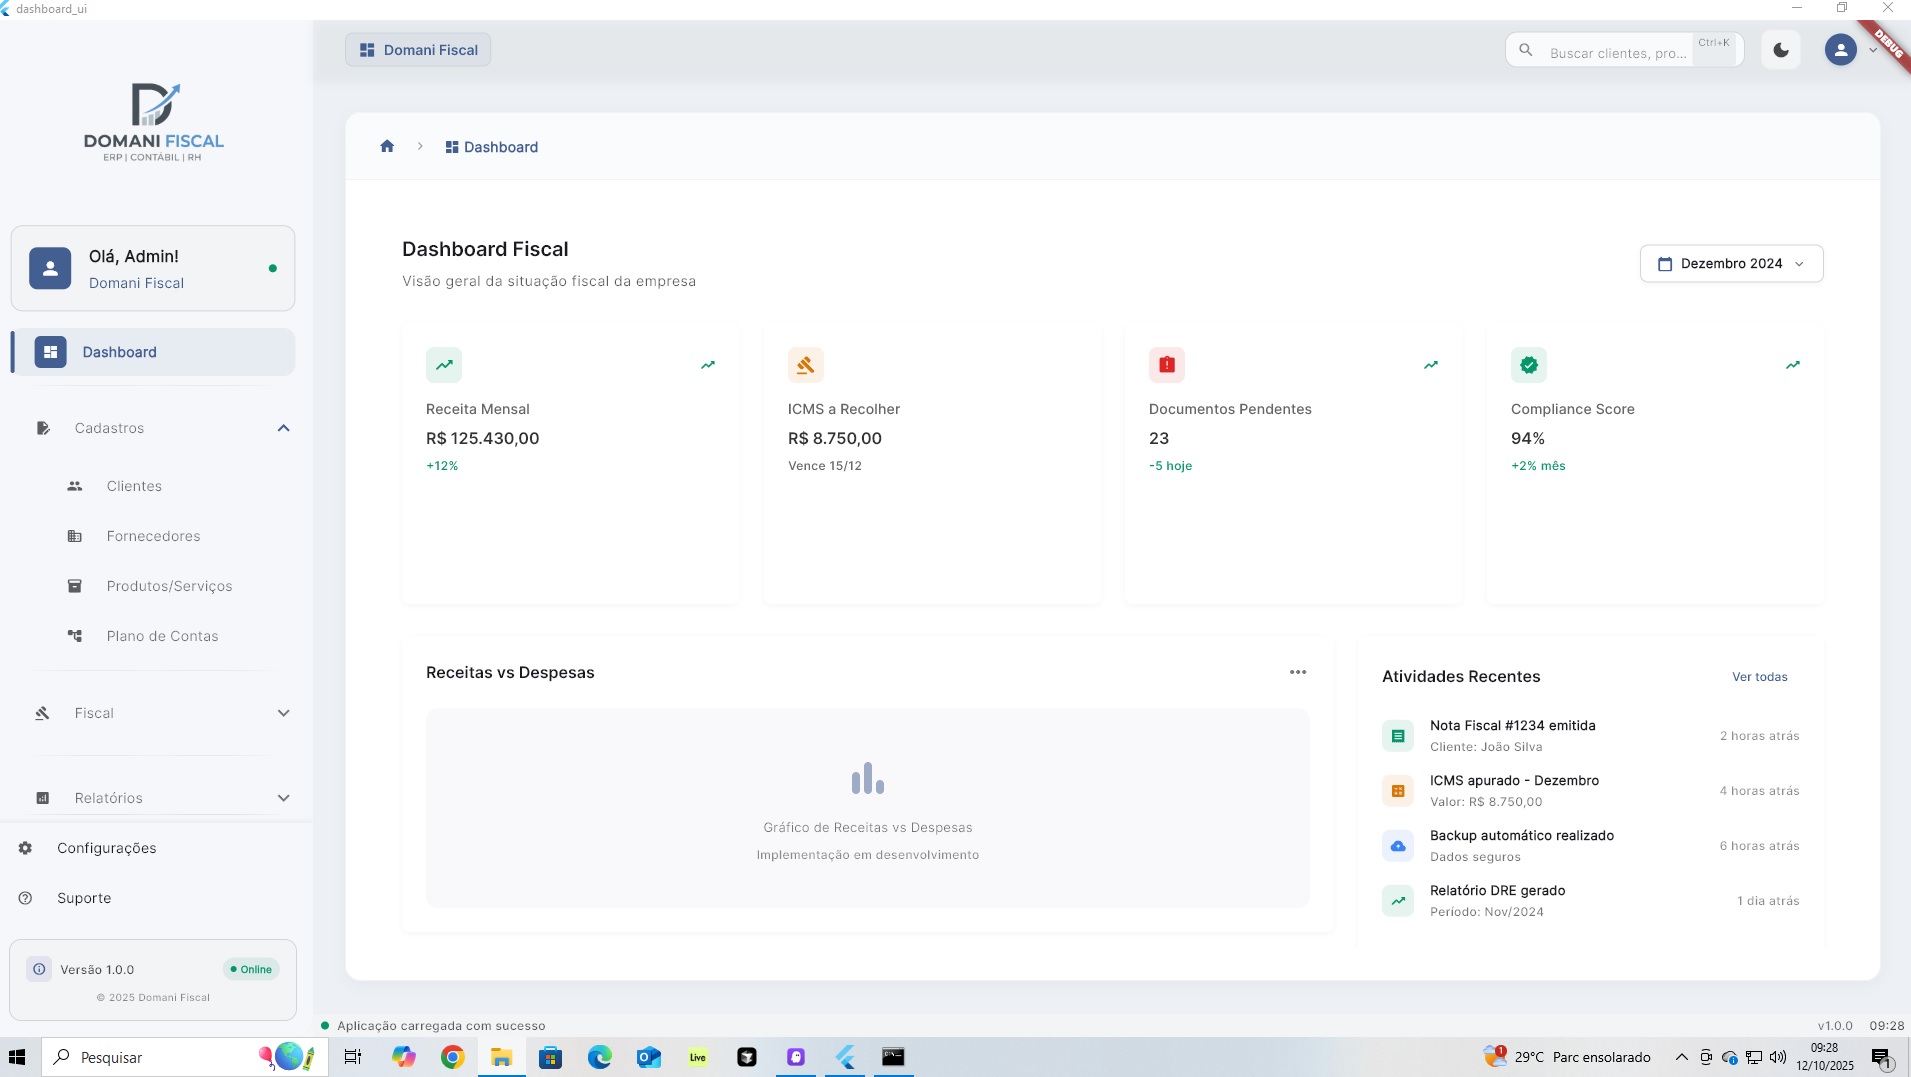 dashboard_ui
Domani Fiscal
Buscar clientes, pro...
Ctrl+K
DEBUG
DOMANI FISCAL
ERP | CONTÁBIL | RH
Olá, Admin!
Domani Fiscal
Dashboard
Cadastros
Clientes
Fornecedores
Produtos/Serviços
Plano de Contas
Fiscal
Relatórios
Configurações
Suporte
Versão 1.0.0
Online
© 2025 Domani Fiscal
Dashboard
Dashboard Fiscal
Visão geral da situação fiscal da empresa
Dezembro 2024
Receita Mensal
R$ 125.430,00
+12%
ICMS a Recolher
R$ 8.750,00
Vence 15/12
Documentos Pendentes
23
-5 hoje
Compliance Score
94%
+2% mês
Receitas vs Despesas
Gráfico de Receitas vs Despesas
Implementação em desenvolvimento
Atividades Recentes
Ver todas
Nota Fiscal #1234 emitida
Cliente: João Silva
2 horas atrás
ICMS apurado - Dezembro
Valor: R$ 8.750,00
4 horas atrás
Backup automático realizado
Dados seguros
6 horas atrás
Relatório DRE gerado
Período: Nov/2024
1 dia atrás
Aplicação carregada com sucesso
v1.0.0
09:28
Pesquisar
Live
1
29°C Parc ensolarado
09:28
12/10/2025
1